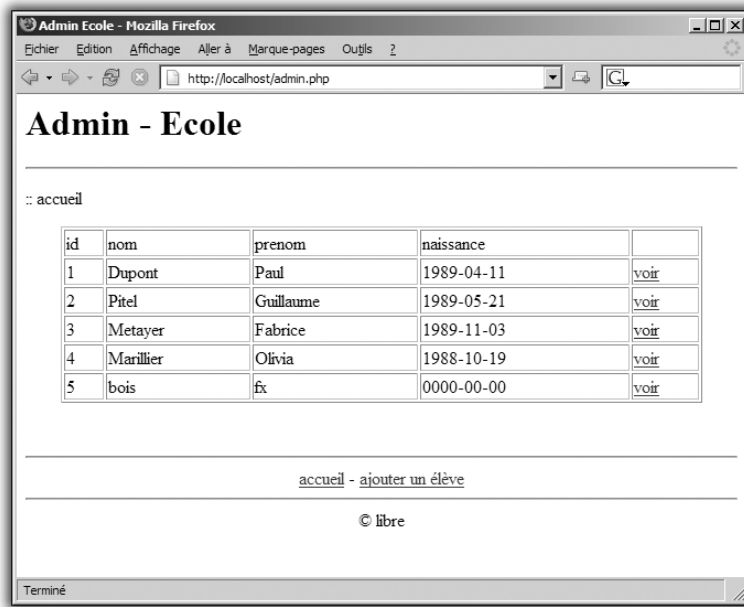 Admin Ecole - Mozilla Firefox
Fichier Edition Affichage Aller à Marque-pages Outils ?
http://localhost/admin.php G
Admin - Ecole
:: accueil
id nom prenom naissance
1 Dupont Paul 1989-04-11 voir
2 Pitel Guillaume 1989-05-21 voir
3 Metayer Fabrice 1989-11-03 voir
4 Marillier Olivia 1988-10-19 voir
5 bois fx 0000-00-00 voir
accueil - ajouter un élève
© libre
Terminé